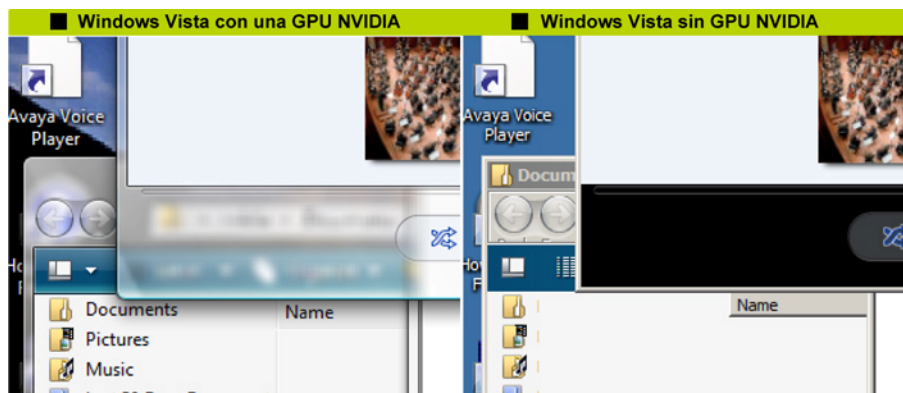 Windows Vista con una GPU NVIDIA
Windows Vista sin GPU NVIDIA
Avaya Voice
Player
Documents
Name
Pictures
Music
Avaya Voice
Player
Docum
Name